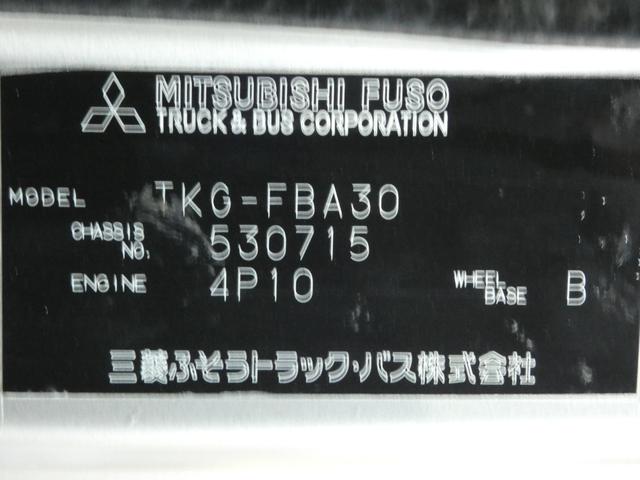 MITSUBISHI FUSO
TRUCK & BUS CORPORATION
MODEL TKG-FBA30
CHASSIS NO. 530715
ENGINE 4P10 WHEEL BASE B
三菱ふそうトラック・バス株式会社